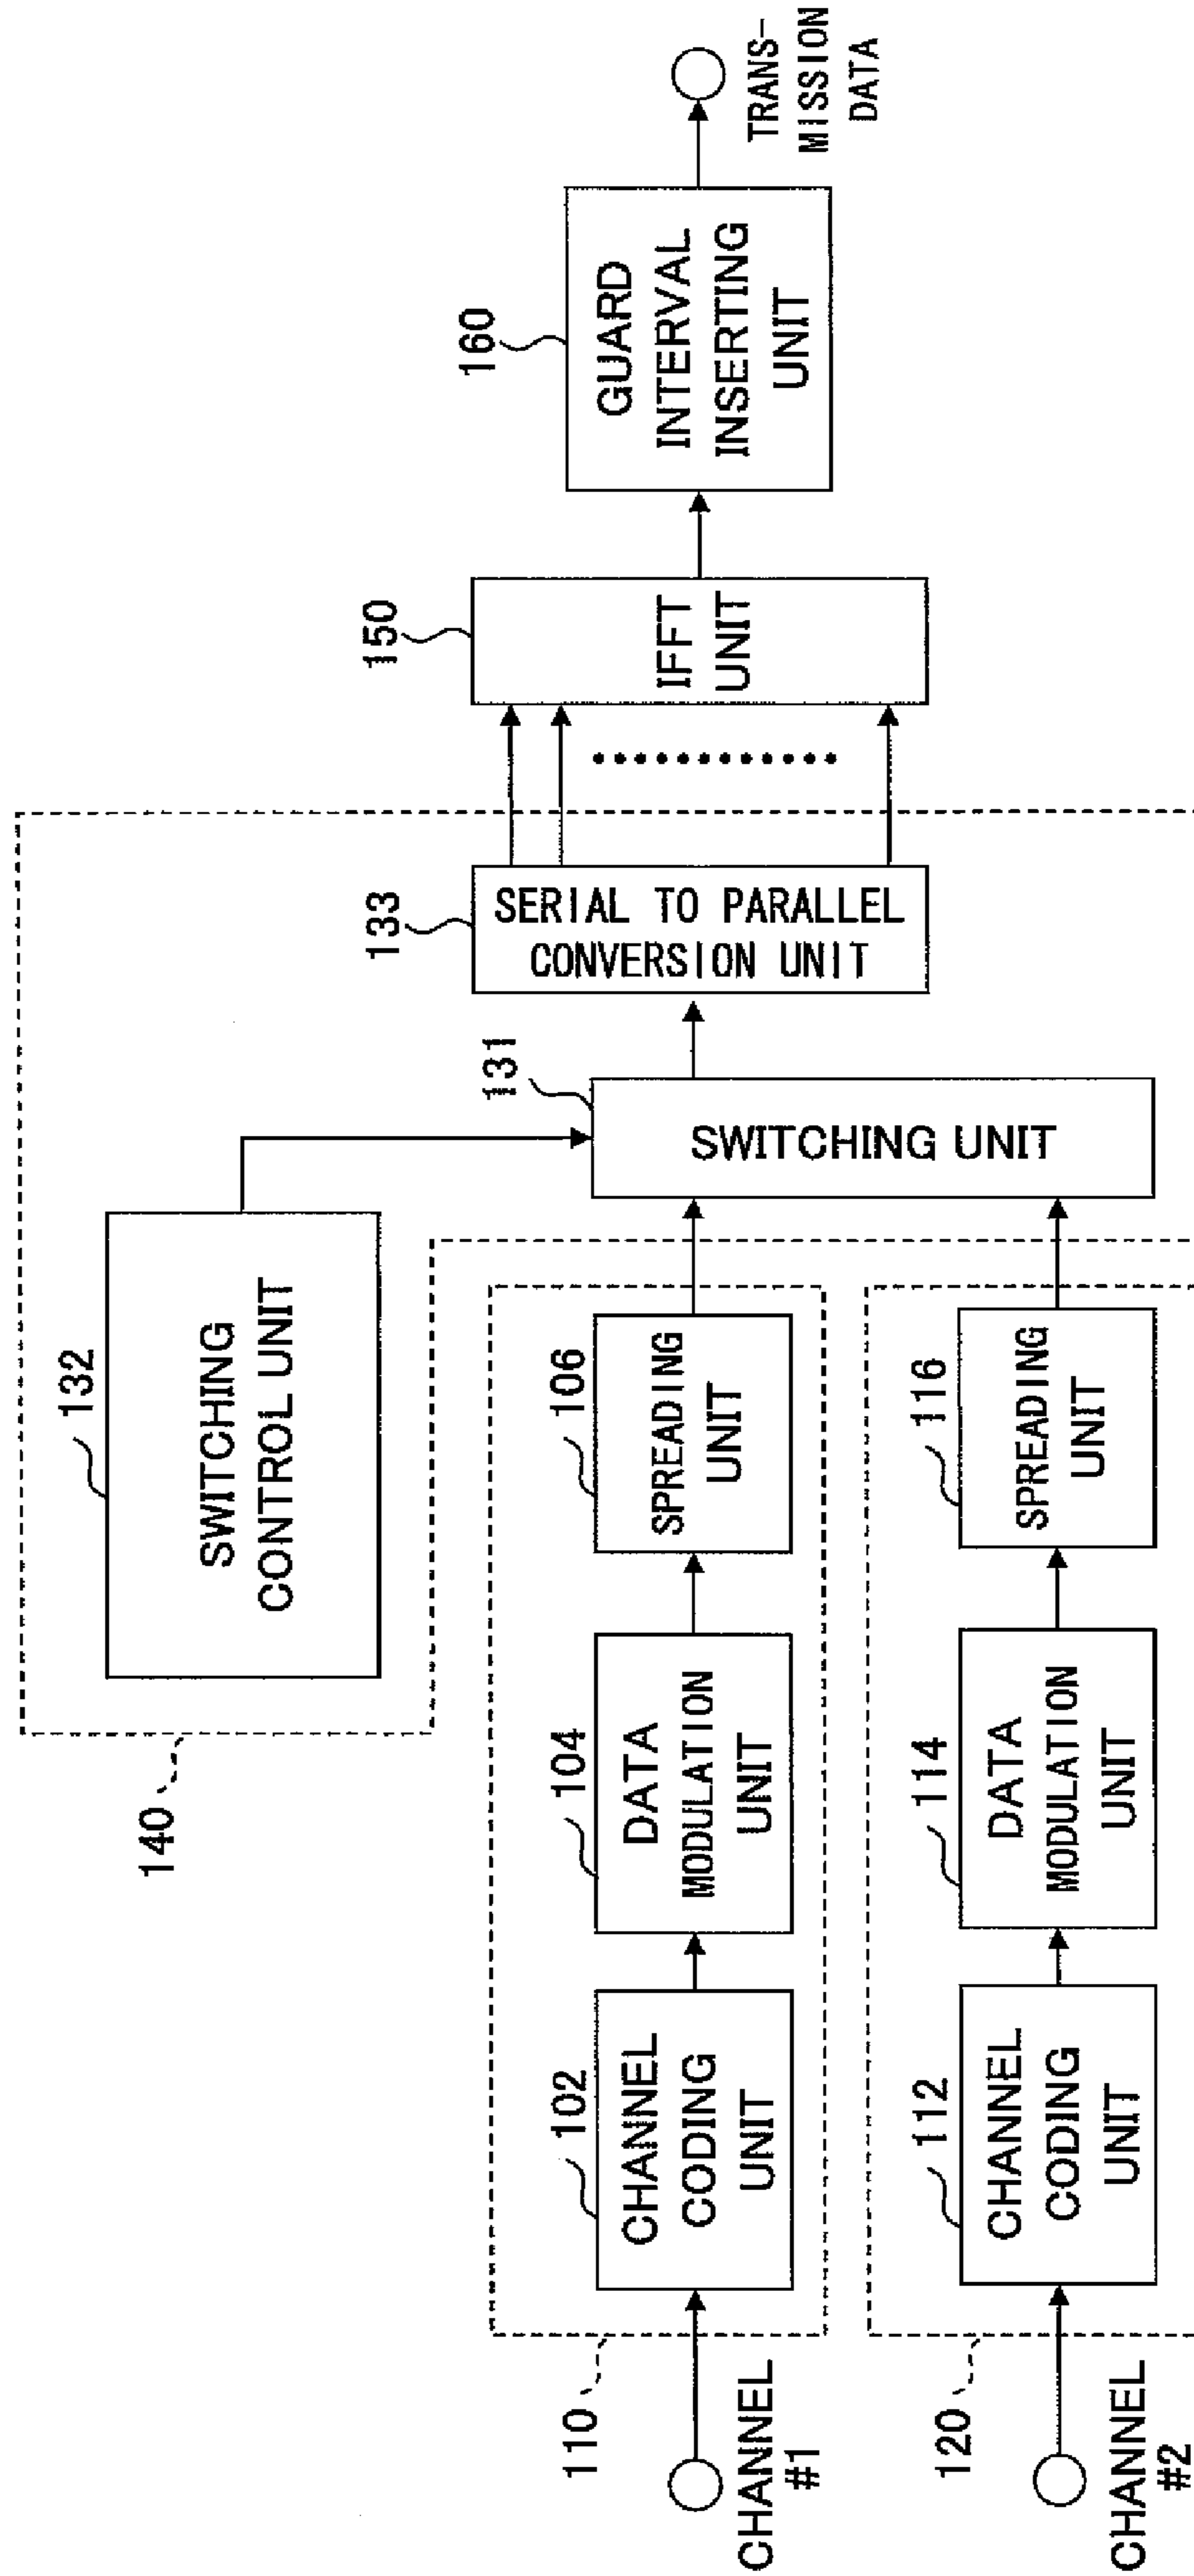 140
132
SWITCHING
CONTROL UNIT
110
CHANNEL
#1
102
CHANNEL
CODING
UNIT
104
DATA
MODULATION
UNIT
106
SPREADING
UNIT
120
CHANNEL
#2
112
CHANNEL
CODING
UNIT
114
DATA
MODULATION
UNIT
116
SPREADING
UNIT
131
SWITCHING UNIT
133
SERIAL TO PARALLEL
CONVERSION UNIT
150
IFFT
UNIT
160
GUARD
INTERVAL
INSERTING
UNIT
TRANS-
MISSION
DATA